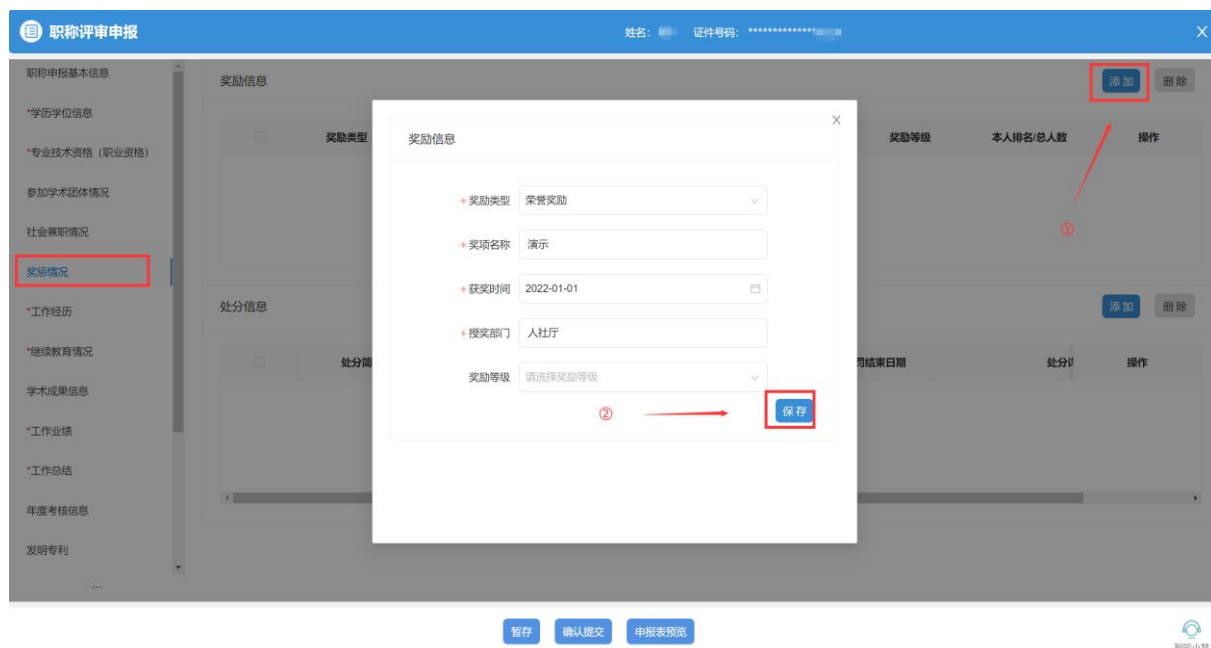 职称评审申报
姓名： 证件号码：**************
X
职称申报基本信息
*学历学位信息
*专业技术资格（职业资格）
参加学术团体情况
社会兼职情况
奖惩情况
*工作经历
*继续教育情况
学术成果信息
*工作业绩
*工作总结
年度考核信息
发明专利
...
奖励信息
添加 删除
奖励类型 奖励等级 本人排名/总人数 操作
①
处分信息
添加 删除
罚结束日期 操作
奖励信息
X
*奖励类型 荣誉奖励
*奖项名称 演示
*获奖时间 2022-01-01
*授奖部门 人社厅
奖励等级 请选择奖励等级
②
保存
暂存 确认提交 申报表预览